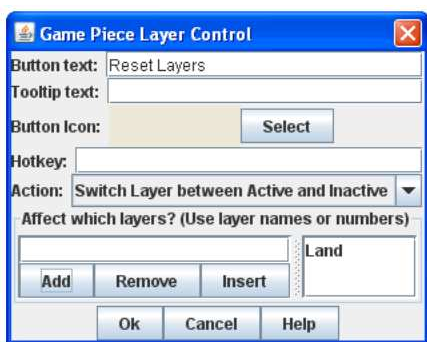 Game Piece Layer Control
Button text: Reset Layers
Tooltip text:
Button Icon: Select
Hotkey:
Action: Switch Layer between Active and Inactive
Affect which layers? (Use layer names or numbers)
Land
Add Remove Insert
Ok Cancel Help